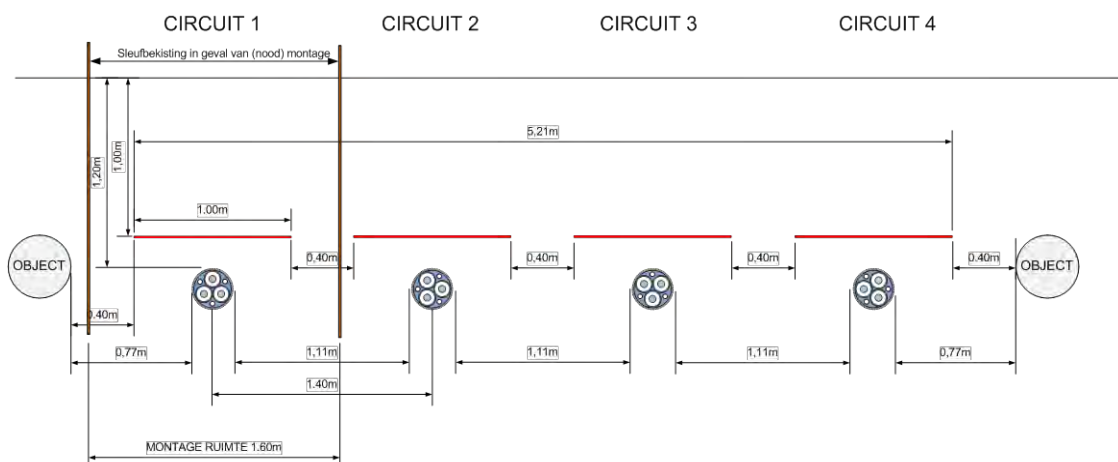 CIRCUIT 1 CIRCUIT 2 CIRCUIT 3 CIRCUIT 4
Sleufbekisting in geval van (nood) montage
5,21m
1,20m
1,00m
1.00m
OBJECT
0,40m
0,40m
0,40m
0.40m
OBJECT
0.40m
0,77m
1,11m
1,11m
1,11m
0,77m
1.40m
MONTAGE RUIMTE 1.60m